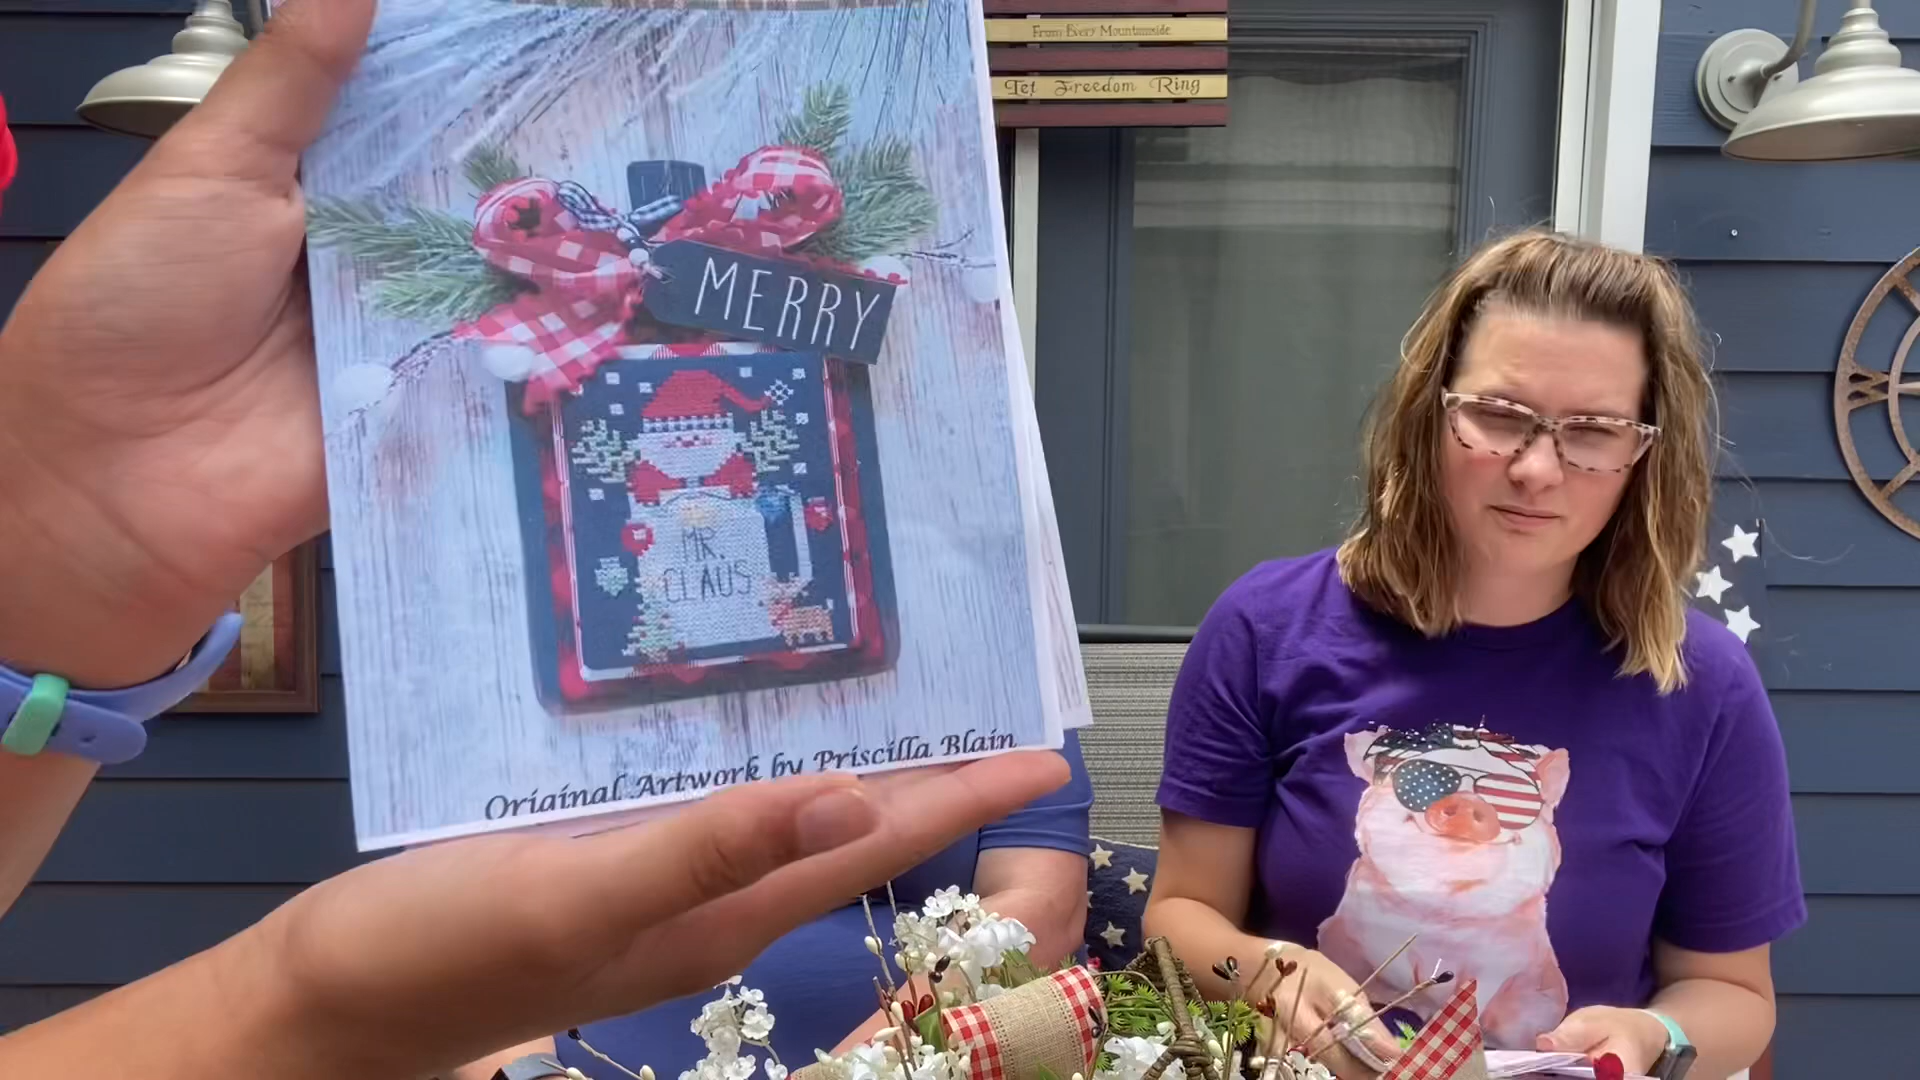 From Every Mountainside
Let Freedom Ring
MERRY
MR.
CLAUS
Original Artwork by Priscilla Blain
W